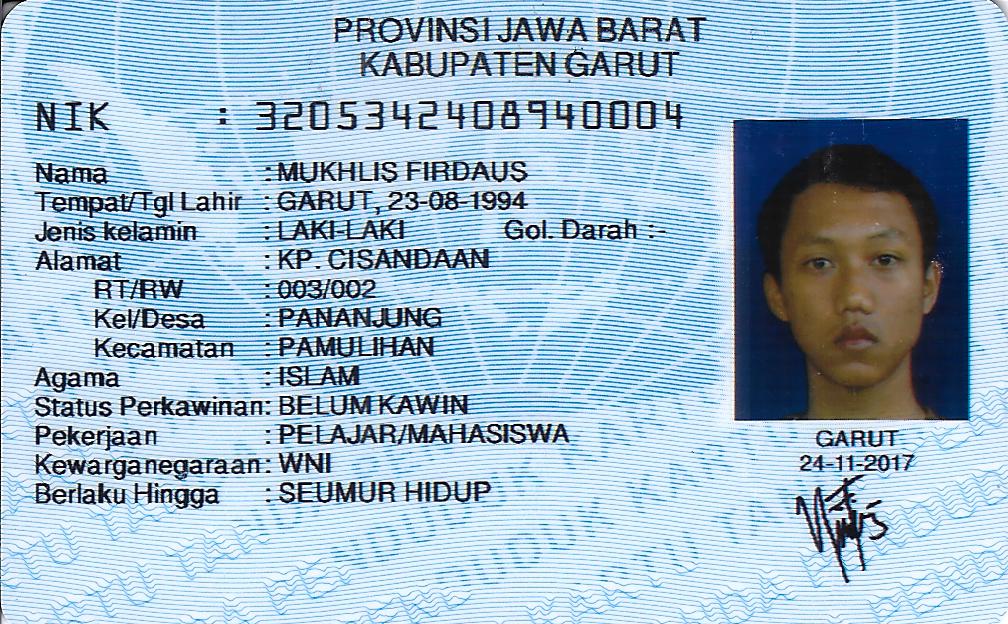 PROVINSI JAWA BARAT
KABUPATEN GARUT
NIK : 3205342408940004
Nama : MUKHLIS FIRDAUS
Tempat/Tgl Lahir : GARUT, 23-08-1994
Jenis kelamin : LAKI-LAKI Gol. Darah :-
Alamat : KP. CISANDAAN
RT/RW : 003/002
Kel/Desa : PANANJUNG
Kecamatan : PAMULIHAN
Agama : ISLAM
Status Perkawinan: BELUM KAWIN
Pekerjaan : PELAJAR/MAHASISWA
Kewarganegaraan: WNI
Berlaku Hingga : SEUMUR HIDUP
GARUT
24-11-2017